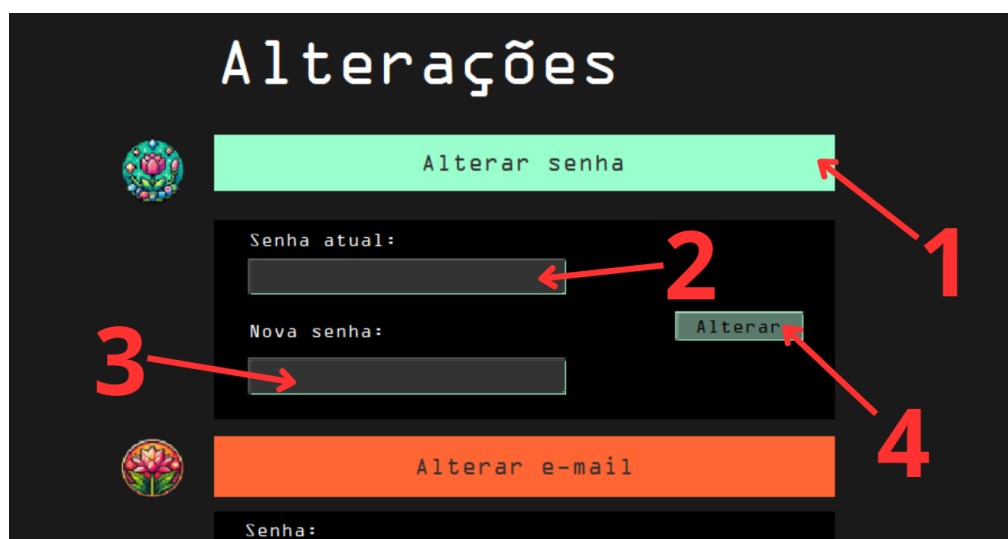 Alterações
Alterar senha
1
Senha atual:
2
Nova senha:
Alterar
3
4
Alterar e-mail
Senha: